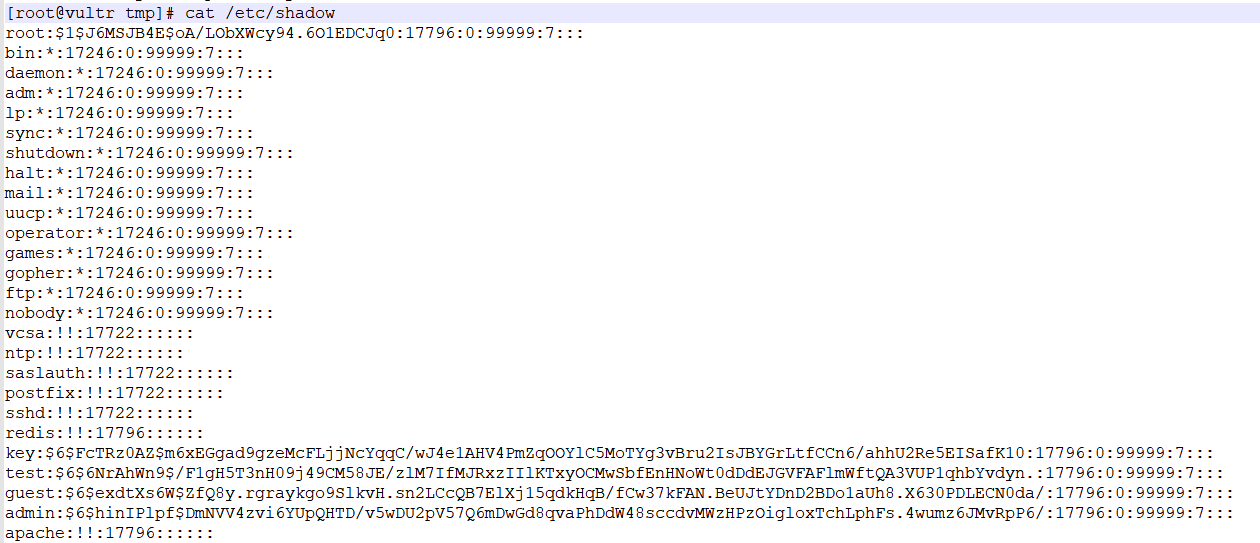 [root@vultr tmp]# cat /etc/shadow
root:$1$J6MSJB4E$oA/LObXWcy94.6O1EDCJq0:17796:0:99999:7:::
bin:*:17246:0:99999:7:::
daemon:*:17246:0:99999:7:::
adm:*:17246:0:99999:7:::
lp:*:17246:0:99999:7:::
sync:*:17246:0:99999:7:::
shutdown:*:17246:0:99999:7:::
halt:*:17246:0:99999:7:::
mail:*:17246:0:99999:7:::
uucp:*:17246:0:99999:7:::
operator:*:17246:0:99999:7:::
games:*:17246:0:99999:7:::
gopher:*:17246:0:99999:7:::
ftp:*:17246:0:99999:7:::
nobody:*:17246:0:99999:7:::
vcsa:!!:17722::::::
ntp:!!:17722::::::
saslauth:!!:17722::::::
postfix:!!:17722::::::
sshd:!!:17722::::::
redis:!!:17796::::::
key:$6$FcTRz0AZ$m6xEGgad9gzeMcFLjjNcYqqC/wJ4e1AHV4PmZqOOYlC5MoTYg3vBru2IsJBYGrLtfCCn6/ahhU2Re5EISafK10:17796:0:99999:7:::
test:$6$6NrAhWn9$/F1gH5T3nH09j49CM58JE/zlM7IfMJRxzIIlKTxyOCMwSbfEnHNoWt0dDdEJGVFAFlmWftQA3VUP1qhbYvdyn.:17796:0:99999:7:::
guest:$6$exdtXs6W$ZfQ8y.rgraykgo9SlkvH.sn2LCcQB7ElXj15qdkHqB/fCw37kFAN.BeUJtYDnD2BDo1aUh8.X630PDLECN0da/:17796:0:99999:7:::
admin:$6$hinIPlpf$DmNVV4zvi6YUpQHTD/v5wDU2pV57Q6mDwGd8qvaPhDdW48sccdvMWzHPzOigloxTchLphFs.4wumz6JMvRpP6/:17796:0:99999:7:::
apache:!!:17796::::::